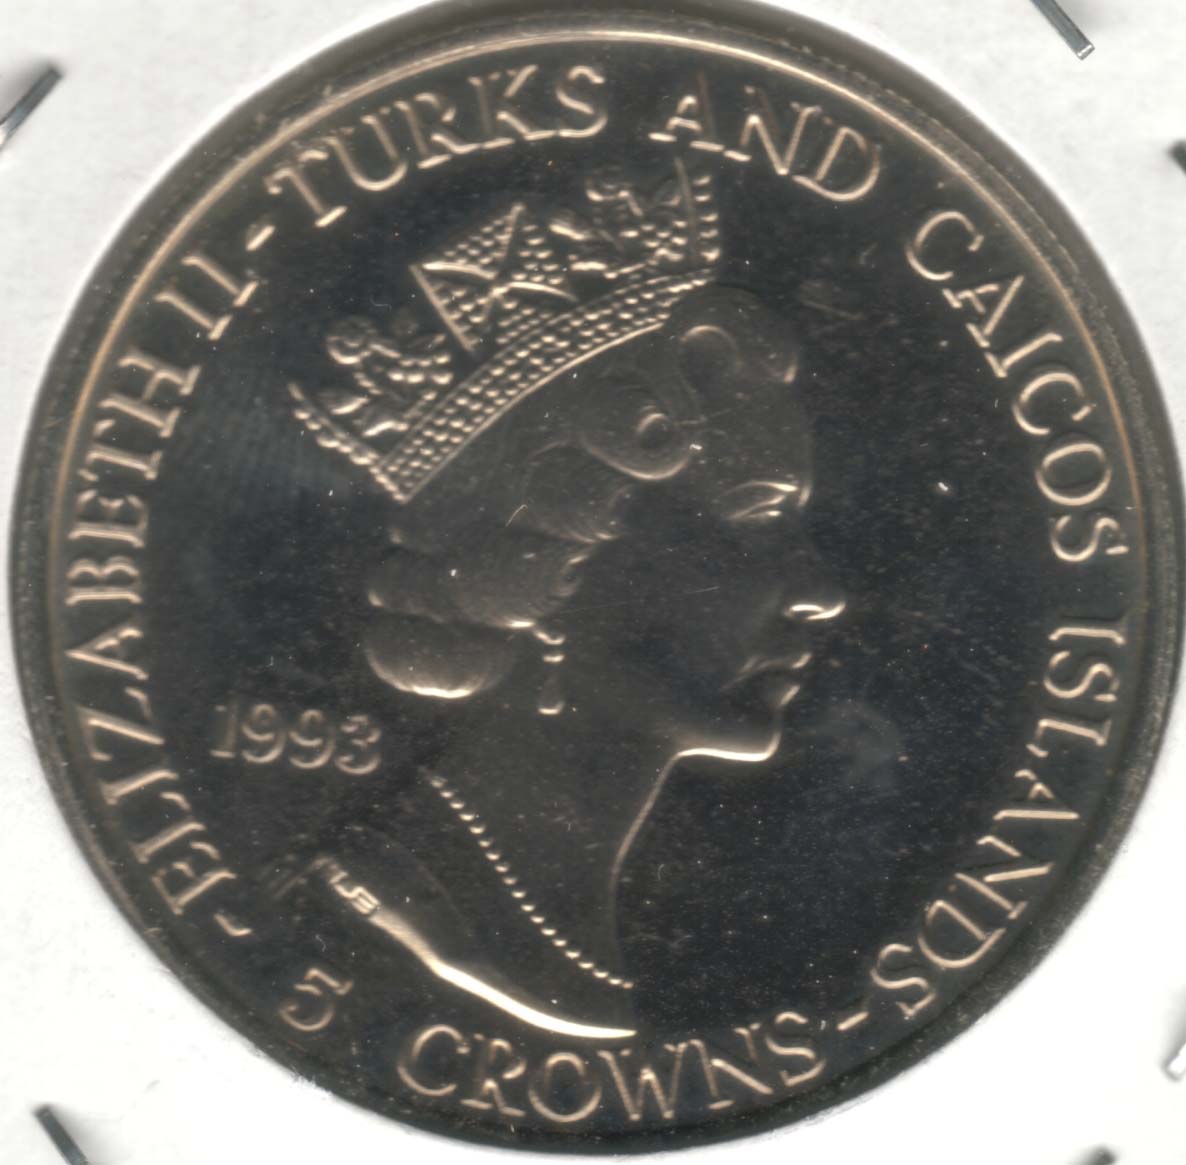 - ELIZABETH II - TURKS AND CAICOS ISLANDS -
5 CROWNS
1993